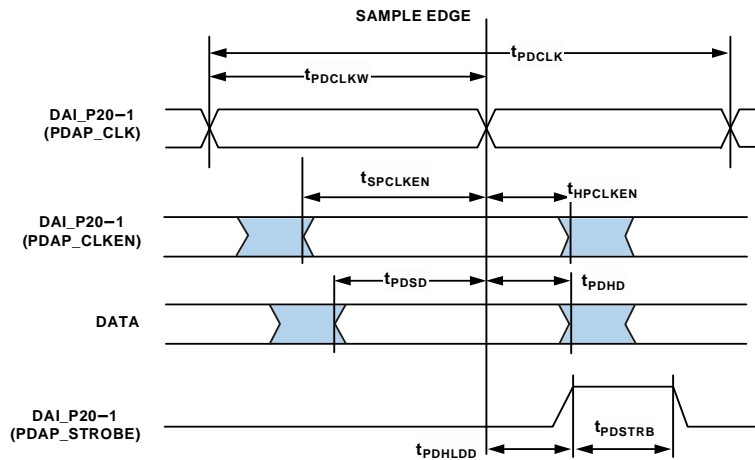 SAMPLE EDGE
tPDCLK
tPDCLKW
DAI_P20–1
(PDAP_CLK)
tSPCLKEN
tHPCLKEN
DAI_P20–1
(PDAP_CLKEN)
tPDSD
tPDHD
DATA
DAI_P20–1
(PDAP_STROBE)
tPDHLDD
tPDSTRB